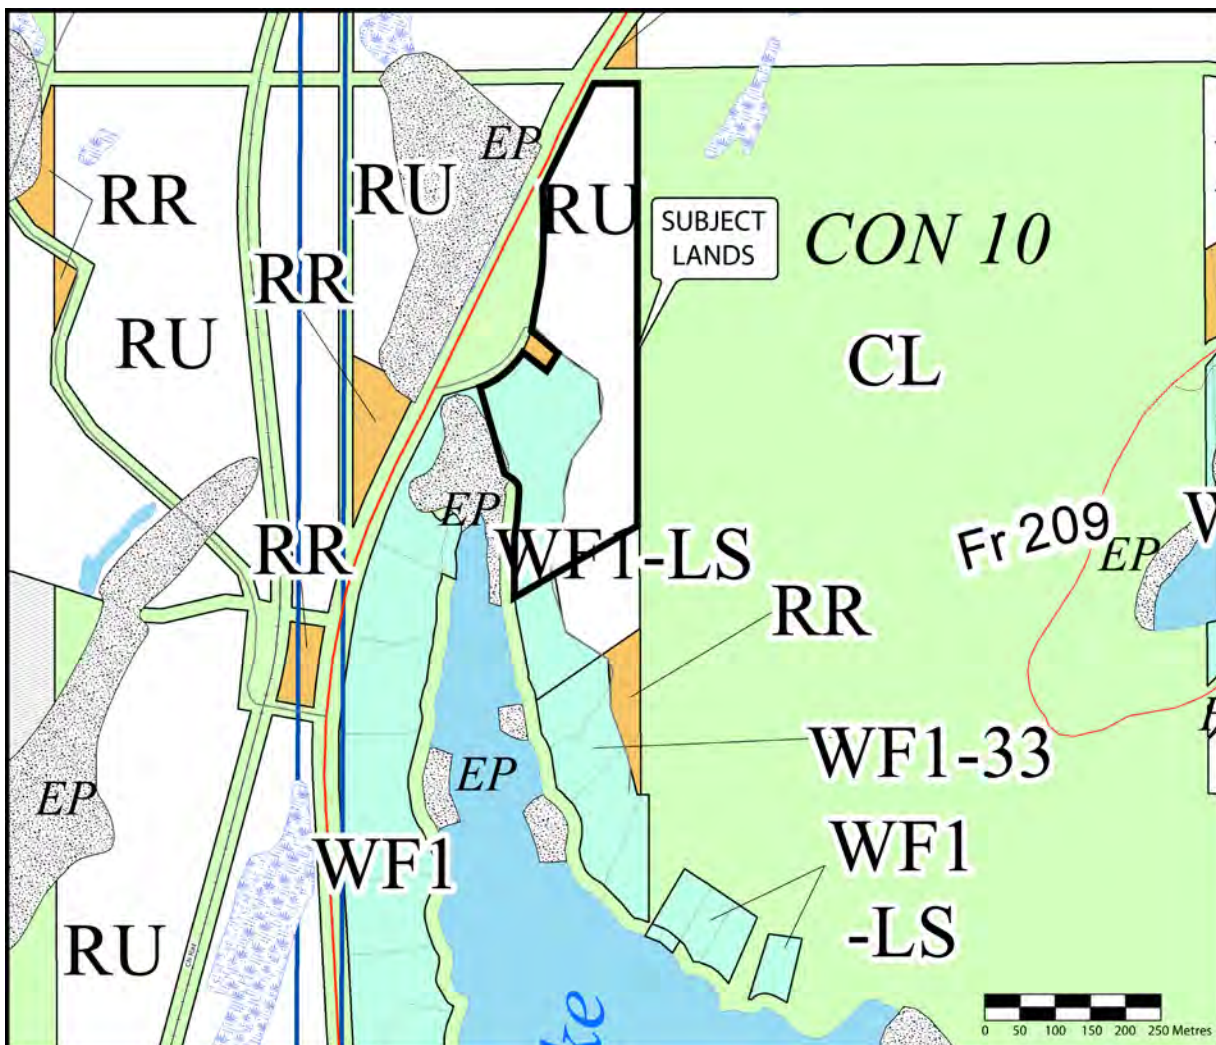 EP
RR
RU
RU
SUBJECT
LANDS
CON 10
RR
RU
CL
EP
RR
WF1-LS
Fr 209
EP
W
RR
EP
EP
WF1-33
WF1
WF1
-LS
RU
0 50 100 150 200 250 Metres